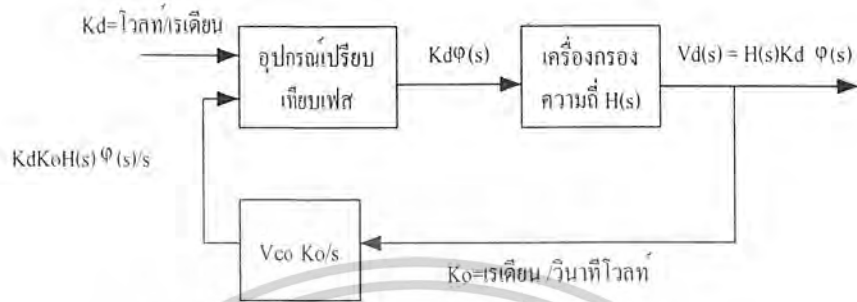 Kd=โวลท์/เรเดียน
อุปกรณ์เปรียบ
เทียบเฟส
Kdφ(s)
เครื่องกรอง
ความถี่ H(s)
Vd(s) = H(s)Kd φ(s)
KdKoH(s) φ(s)/s
Vco Ko/s
Ko=เรเดียน /วินาทีโวลท์